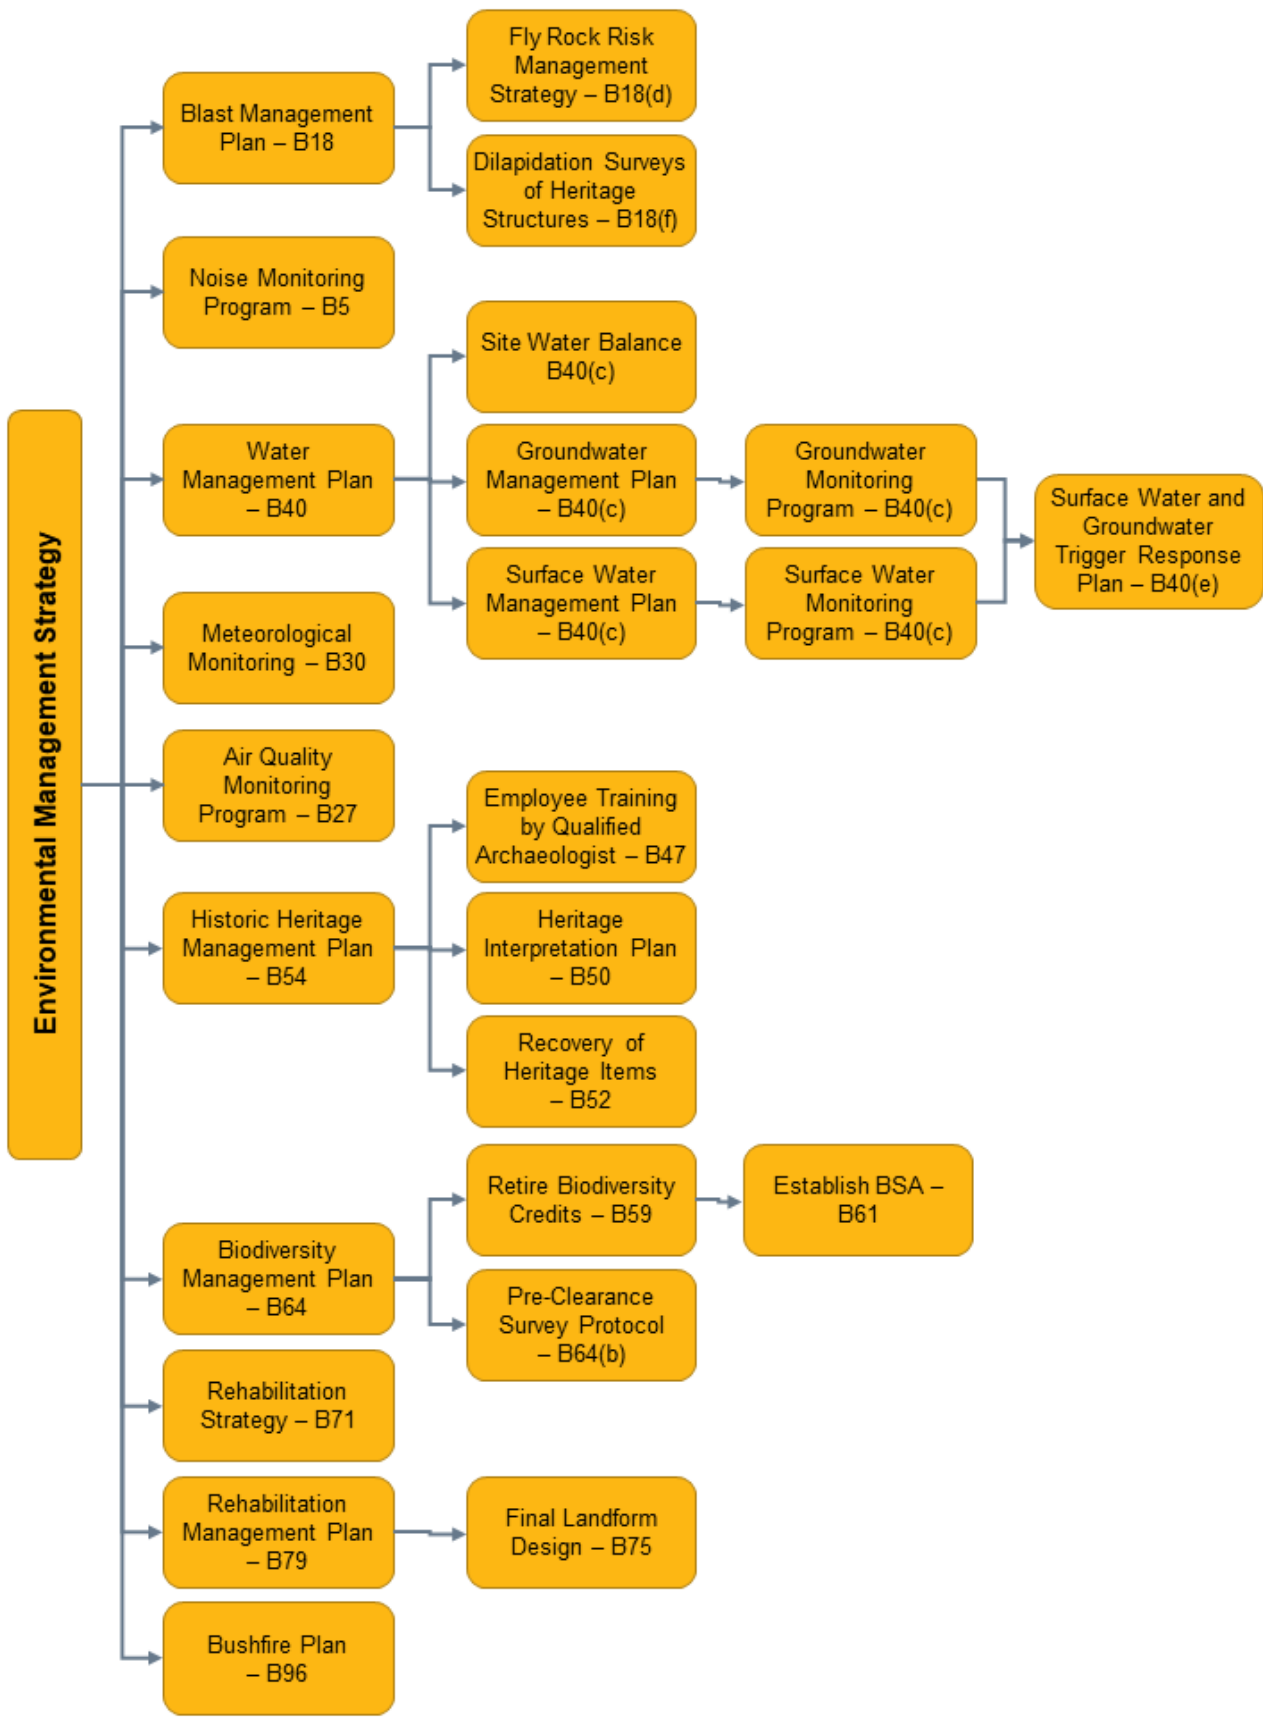 Environmental Management Strategy
Blast Management
Plan – B18
Fly Rock Risk
Management
Strategy – B18(d)
Dilapidation Surveys
of Heritage
Structures – B18(f)
Noise Monitoring
Program – B5
Water
Management Plan
– B40
Site Water Balance
B40(c)
Groundwater
Management Plan
– B40(c)
Groundwater
Monitoring
Program – B40(c)
Surface Water
Management Plan
– B40(c)
Surface Water
Monitoring
Program – B40(c)
Surface Water and
Groundwater
Trigger Response
Plan – B40(e)
Meteorological
Monitoring – B30
Air Quality
Monitoring
Program – B27
Historic Heritage
Management Plan
– B54
Employee Training
by Qualified
Archaeologist – B47
Heritage
Interpretation Plan
– B50
Recovery of
Heritage Items
– B52
Biodiversity
Management Plan
– B64
Retire Biodiversity
Credits – B59
Establish BSA –
B61
Pre-Clearance
Survey Protocol
– B64(b)
Rehabilitation
Strategy – B71
Rehabilitation
Management Plan
– B79
Final Landform
Design – B75
Bushfire Plan
– B96